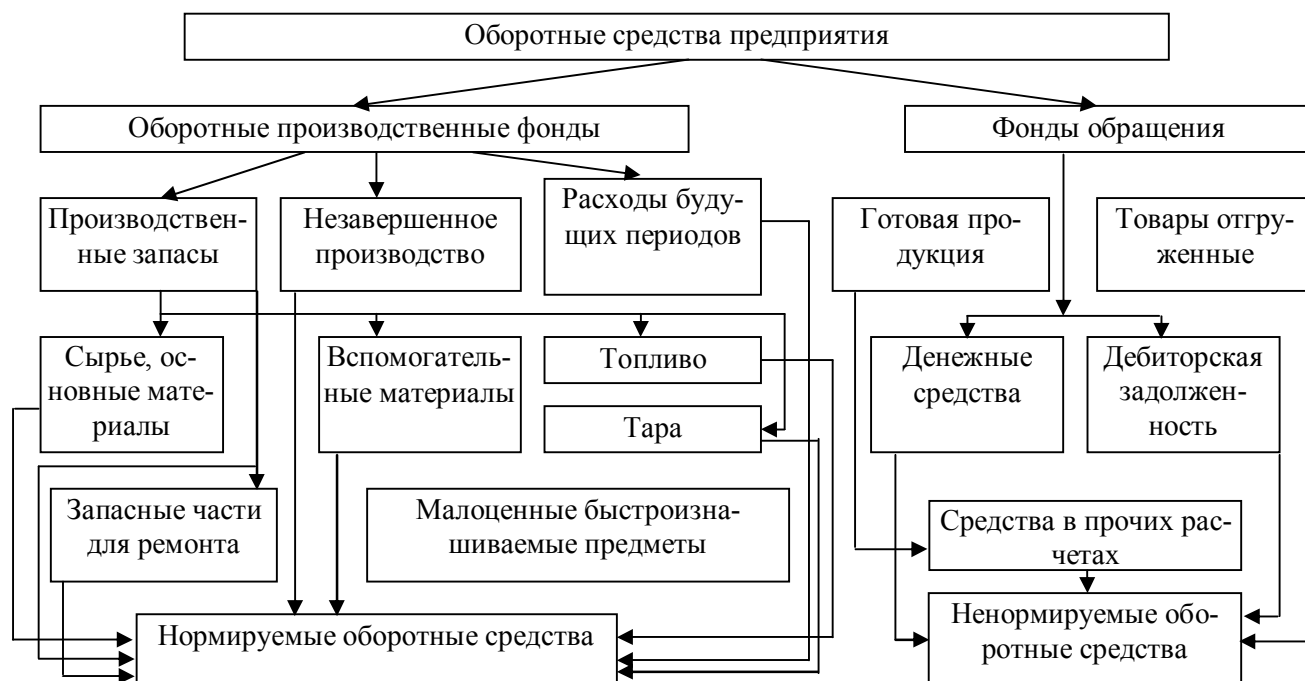 Оборотные средства предприятия
Оборотные производственные фонды
Фонды обращения
Производствен-
ные запасы
Незавершенное
производство
Расходы буду-
щих периодов
Готовая про-
дукция
Товары отгру-
женные
Сырье, ос-
новные мате-
риалы
Вспомогатель-
ные материалы
Топливо
Тара
Денежные
средства
Дебиторская
задолжен-
ность
Запасные части
для ремонта
Малоценные быстроизна-
шиваемые предметы
Средства в прочих рас-
четах
Нормируемые оборотные средства
Ненормируемые обо-
ротные средства